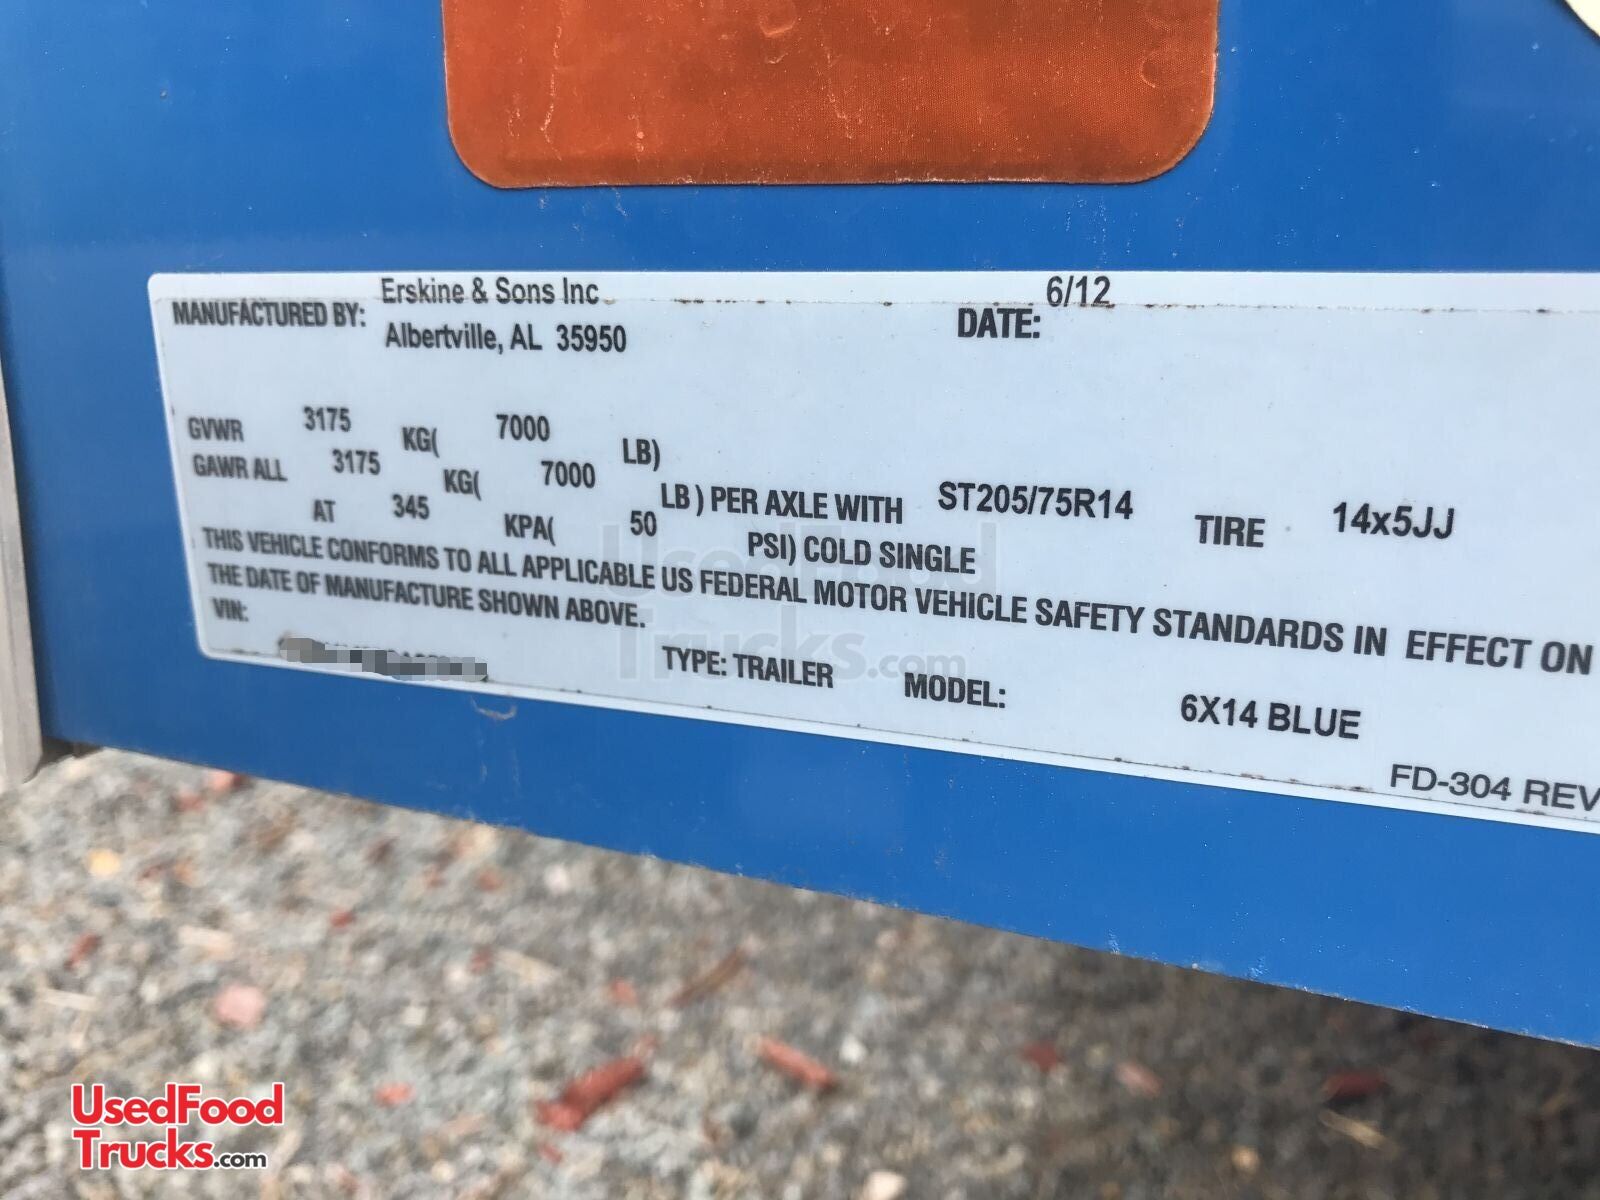 MANUFACTURED BY: Erskine & Sons Inc DATE: 6/12
Albertville, AL 35950
GVWR 3175 KG( 7000 LB)
GAWR ALL 3175 KG( 7000 LB ) PER AXLE WITH ST205/75R14 TIRE 14x5JJ
AT 345 KPA( 50 PSI) COLD SINGLE
THIS VEHICLE CONFORMS TO ALL APPLICABLE US FEDERAL MOTOR VEHICLE SAFETY STANDARDS IN EFFECT ON
THE DATE OF MANUFACTURE SHOWN ABOVE.
VIN: TYPE: TRAILER MODEL: 6X14 BLUE
FD-304 REV
UsedFood
Trucks.com
UsedFood
Trucks.com